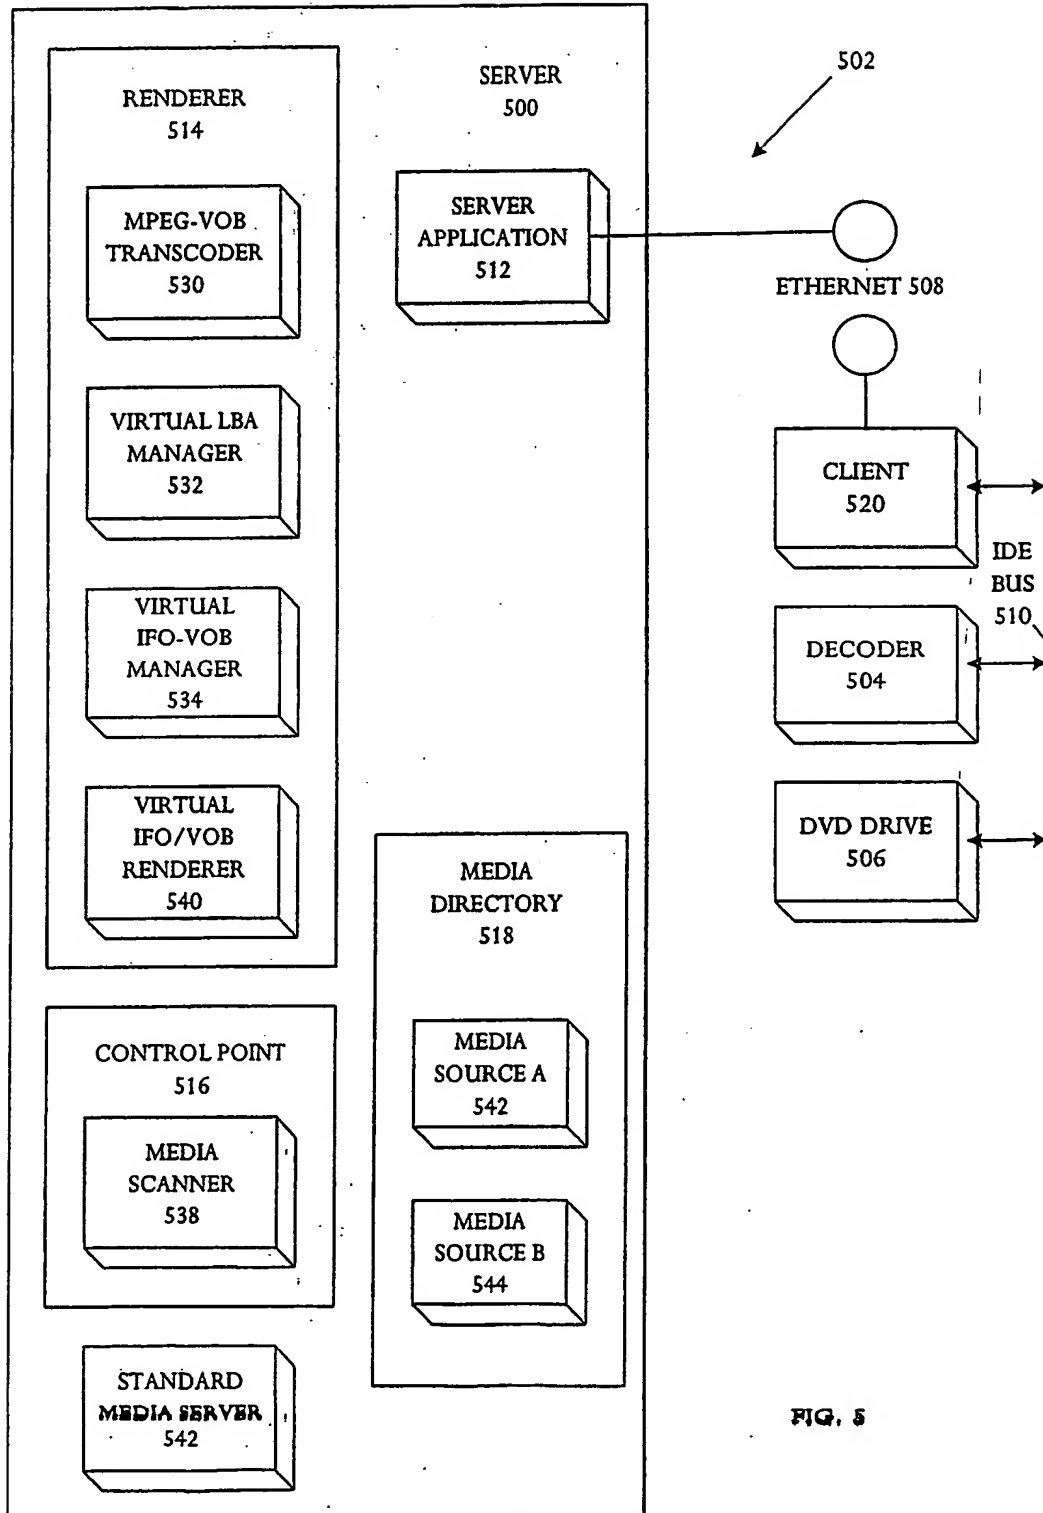 RENDERER
514
MPEG-VOB
TRANSCODER
530
VIRTUAL LBA
MANAGER
532
VIRTUAL
IFO-VOB
MANAGER
534
VIRTUAL
IFO/VOB
RENDERER
540
CONTROL POINT
516
MEDIA
SCANNER
538
STANDARD
MEDIA SERVER
542
SERVER
500
SERVER
APPLICATION
512
MEDIA
DIRECTORY
518
MEDIA
SOURCE A
542
MEDIA
SOURCE B
544
502
ETHERNET 508
CLIENT
520
IDE
BUS
510
DECODER
504
DVD DRIVE
506
FIG. 5